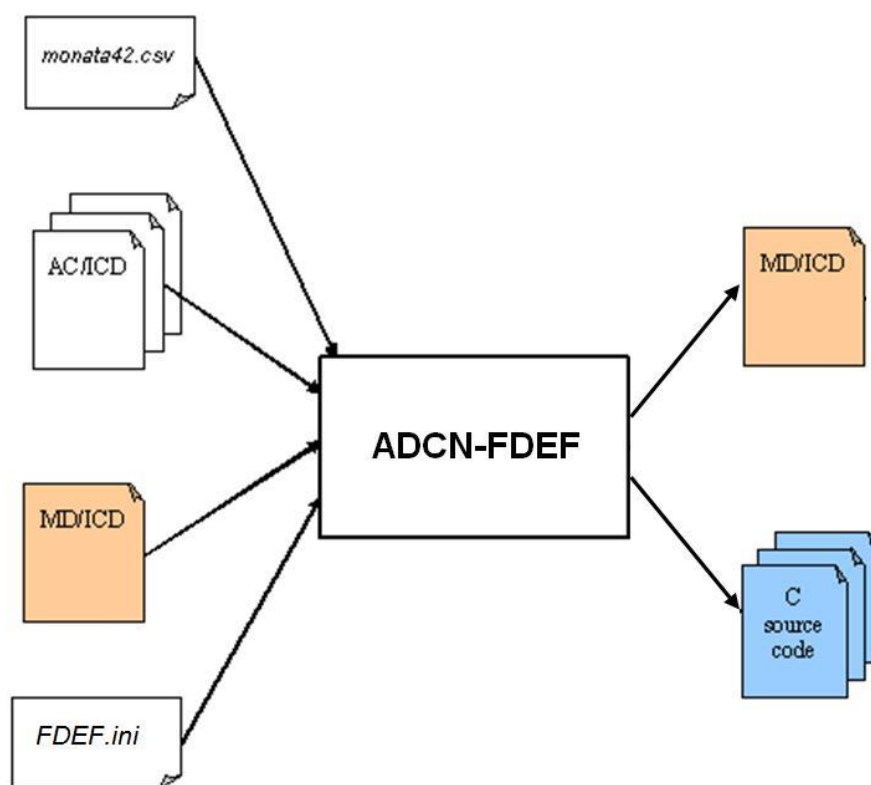 monata42.csv
AC/ICD
MD/ICD
ADCN-FDEF
MD/ICD
FDEF.ini
C
source
code